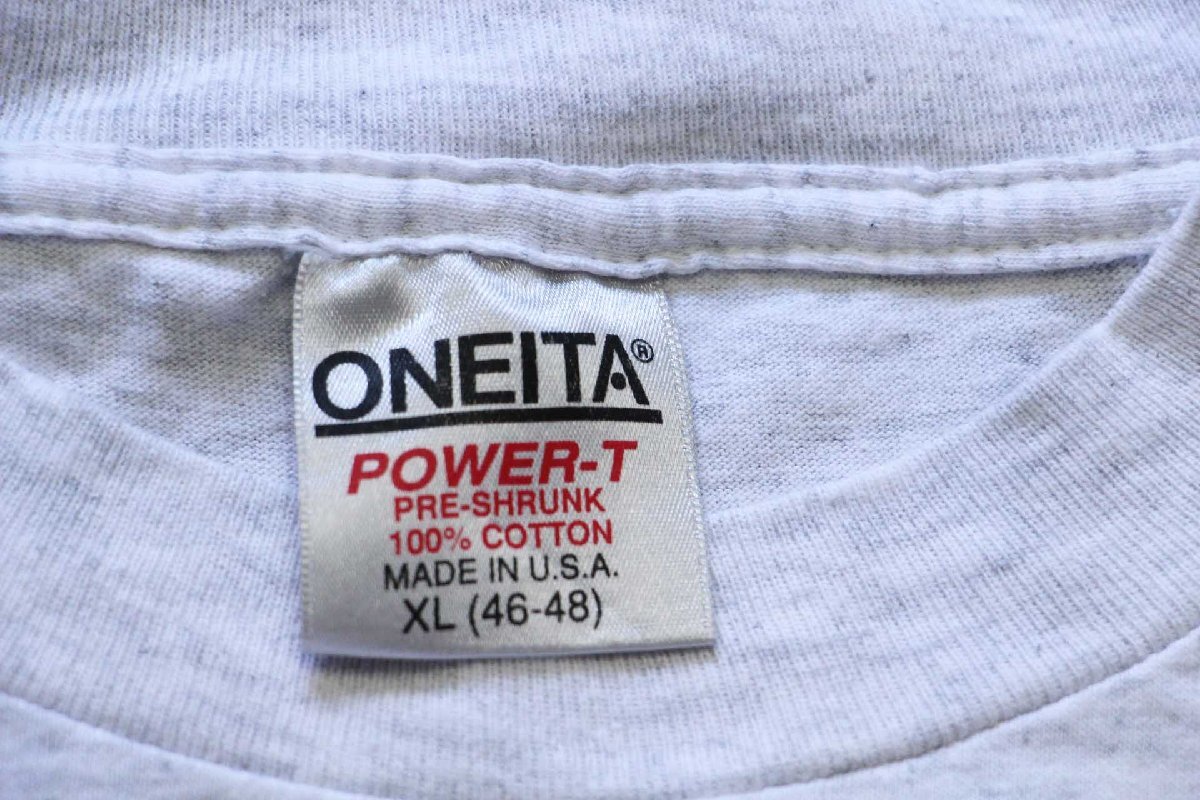 ONEITA®
POWER-T
PRE-SHRUNK
100% COTTON
MADE IN U.S.A.
XL (46-48)